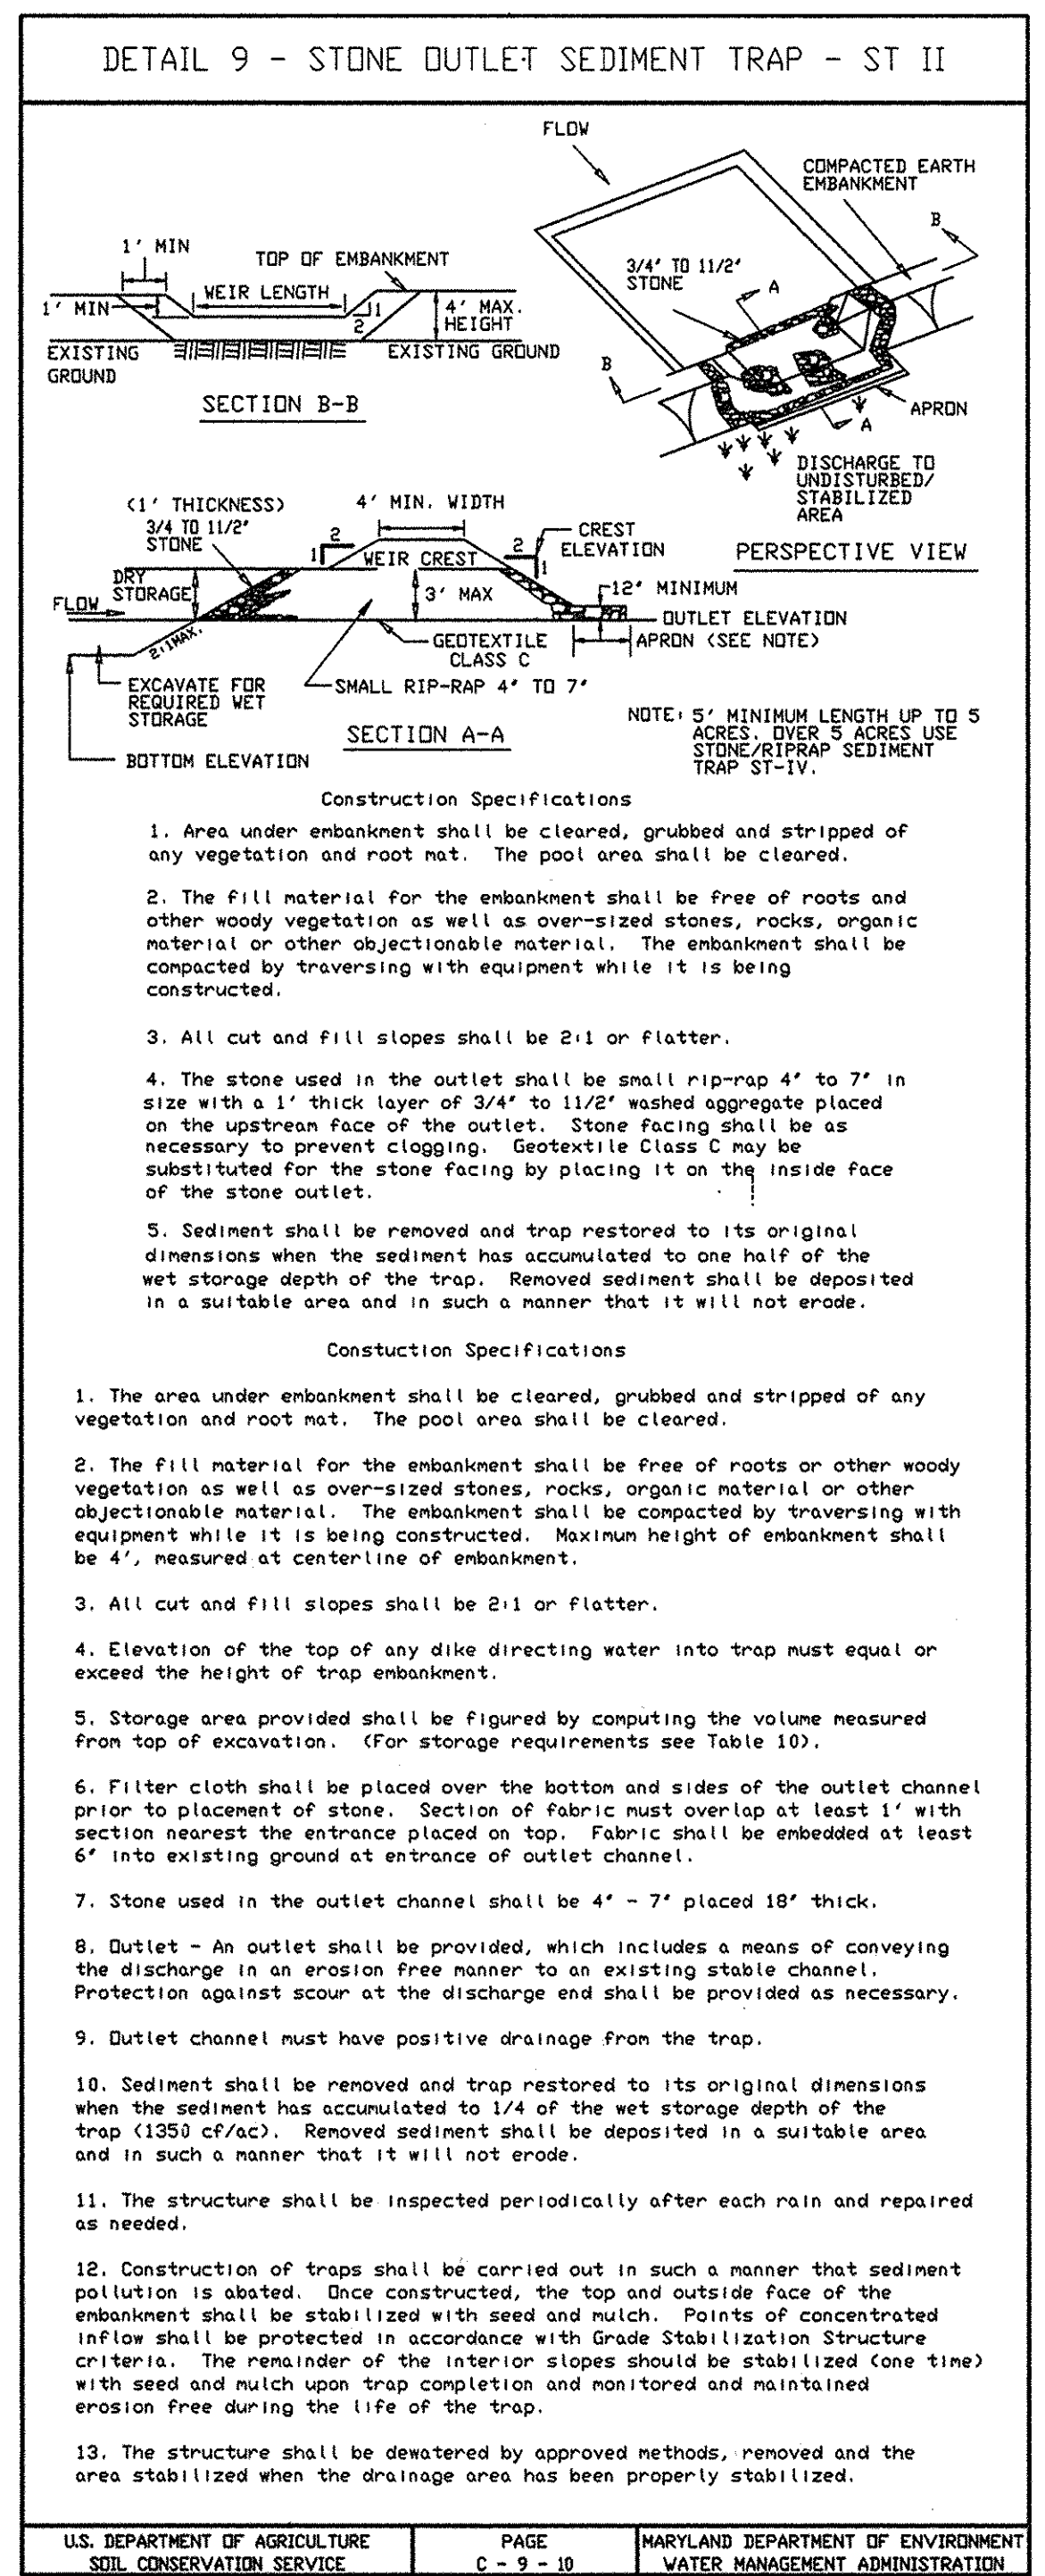 DETAIL 9 - STONE OUTLET SEDIMENT TRAP - ST II
FLOW
COMPACTED EARTH
EMBANKMENT
B
3/4" TO 11/2"
STONE
A
B
APRON
A
DISCHARGE TO
UNDISTURBED/
STABILIZED
AREA
PERSPECTIVE VIEW
1' MIN
TOP OF EMBANKMENT
WEIR LENGTH
1' MIN
1
2
4' MAX.
HEIGHT
EXISTING
GROUND
EXISTING GROUND
SECTION B-B
(1' THICKNESS)
3/4 TO 11/2"
STONE
4' MIN. WIDTH
2
1
WEIR CREST
2
1
CREST
ELEVATION
DRY
STORAGE
3' MAX
12" MINIMUM
FLOW
OUTLET ELEVATION
2:1MAX.
GEOTEXTILE
CLASS C
APRON (SEE NOTE)
EXCAVATE FOR
REQUIRED WET
STORAGE
SMALL RIP-RAP 4" TO 7"
BOTTOM ELEVATION
SECTION A-A
NOTE: 5' MINIMUM LENGTH UP TO 5
ACRES. OVER 5 ACRES USE
STONE/RIPRAP SEDIMENT
TRAP ST-IV.
Construction Specifications
1. Area under embankment shall be cleared, grubbed and stripped of
any vegetation and root mat. The pool area shall be cleared.
2. The fill material for the embankment shall be free of roots and
other woody vegetation as well as over-sized stones, rocks, organic
material or other objectionable material. The embankment shall be
compacted by traversing with equipment while it is being
constructed.
3. All cut and fill slopes shall be 2:1 or flatter.
4. The stone used in the outlet shall be small rip-rap 4" to 7" in
size with a 1' thick layer of 3/4" to 11/2" washed aggregate placed
on the upstream face of the outlet. Stone facing shall be as
necessary to prevent clogging. Geotextile Class C may be
substituted for the stone facing by placing it on the inside face
of the stone outlet.
5. Sediment shall be removed and trap restored to its original
dimensions when the sediment has accumulated to one half of the
wet storage depth of the trap. Removed sediment shall be deposited
in a suitable area and in such a manner that it will not erode.
Constuction Specifications
1. The area under embankment shall be cleared, grubbed and stripped of any
vegetation and root mat. The pool area shall be cleared.
2. The fill material for the embankment shall be free of roots or other woody
vegetation as well as over-sized stones, rocks, organic material or other
objectionable material. The embankment shall be compacted by traversing with
equipment while it is being constructed. Maximum height of embankment shall
be 4', measured at centerline of embankment.
3. All cut and fill slopes shall be 2:1 or flatter.
4. Elevation of the top of any dike directing water into trap must equal or
exceed the height of trap embankment.
5. Storage area provided shall be figured by computing the volume measured
from top of excavation. (For storage requirements see Table 10).
6. Filter cloth shall be placed over the bottom and sides of the outlet channel
prior to placement of stone. Section of fabric must overlap at least 1' with
section nearest the entrance placed on top. Fabric shall be embedded at least
6" into existing ground at entrance of outlet channel.
7. Stone used in the outlet channel shall be 4" - 7" placed 18" thick.
8. Outlet - An outlet shall be provided, which includes a means of conveying
the discharge in an erosion free manner to an existing stable channel.
Protection against scour at the discharge end shall be provided as necessary.
9. Outlet channel must have positive drainage from the trap.
10. Sediment shall be removed and trap restored to its original dimensions
when the sediment has accumulated to 1/4 of the wet storage depth of the
trap (1350 cf/ac). Removed sediment shall be deposited in a suitable area
and in such a manner that it will not erode.
11. The structure shall be inspected periodically after each rain and repaired
as needed.
12. Construction of traps shall be carried out in such a manner that sediment
pollution is abated. Once constructed, the top and outside face of the
embankment shall be stabilized with seed and mulch. Points of concentrated
inflow shall be protected in accordance with Grade Stabilization Structure
criteria. The remainder of the interior slopes should be stabilized (one time)
with seed and mulch upon trap completion and monitored and maintained
erosion free during the life of the trap.
13. The structure shall be dewatered by approved methods, removed and the
area stabilized when the drainage area has been properly stabilized.
U.S. DEPARTMENT OF AGRICULTURE
SOIL CONSERVATION SERVICE
PAGE
C - 9 - 10
MARYLAND DEPARTMENT OF ENVIRONMENT
WATER MANAGEMENT ADMINISTRATION